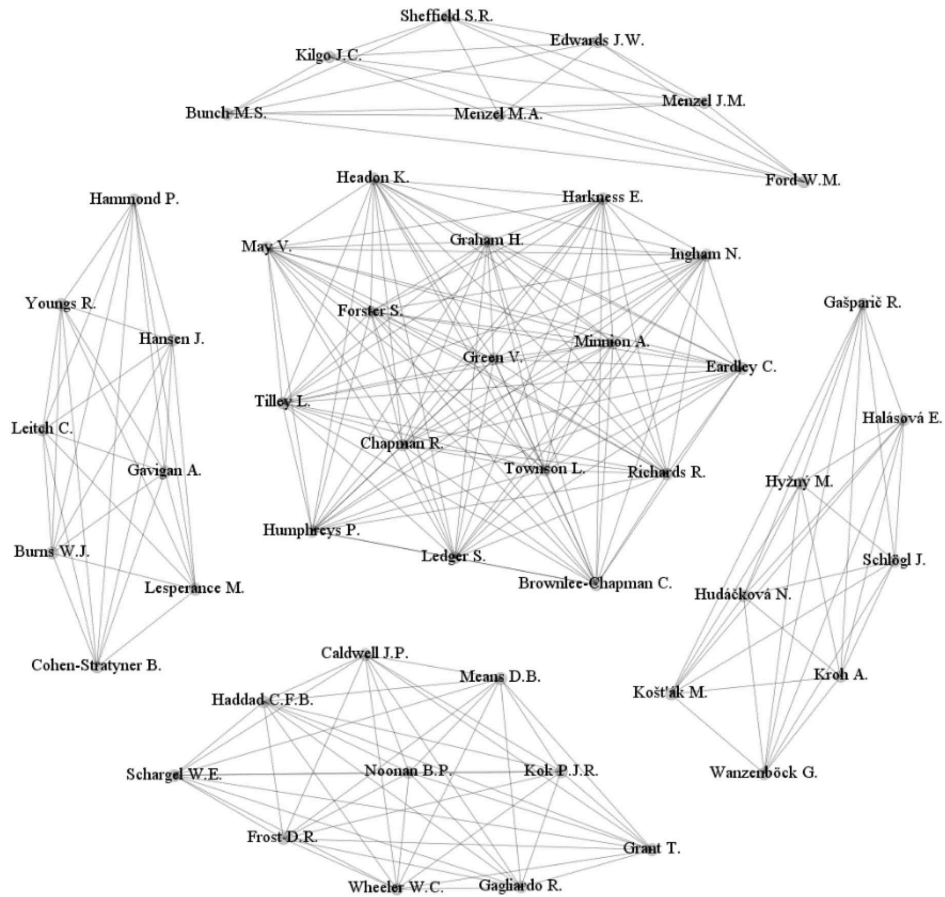 Sheffield S.R.
Edwards J.W.
Kilgo J.C.
Menzel J.M.
Bunch M.S.
Menzel M.A.
Ford W.M.
Hammond P.
Youngs R.
Hansen J.
Leitch C.
Gavigan A.
Burns W.J.
Lesperance M.
Cohen-Stratyner B.
Headon K.
Harkness E.
May V.
Graham H.
Ingham N.
Forster S.
Minnion A.
Green V.
Eardley C.
Tilley L.
Chapman R.
Townson L.
Richards R.
Humphreys P.
Ledger S.
Brownlee-Chapman C.
Gašparič R.
Halásová E.
Hyžný M.
Schlögl J.
Hudáčková N.
Kroh A.
Košťák M.
Wanzenböck G.
Caldwell J.P.
Means D.B.
Haddad C.F.B.
Schargel W.E.
Noonan B.P.
Kok P.J.R.
Frost D.R.
Grant T.
Wheeler W.C.
Gagliardo R.